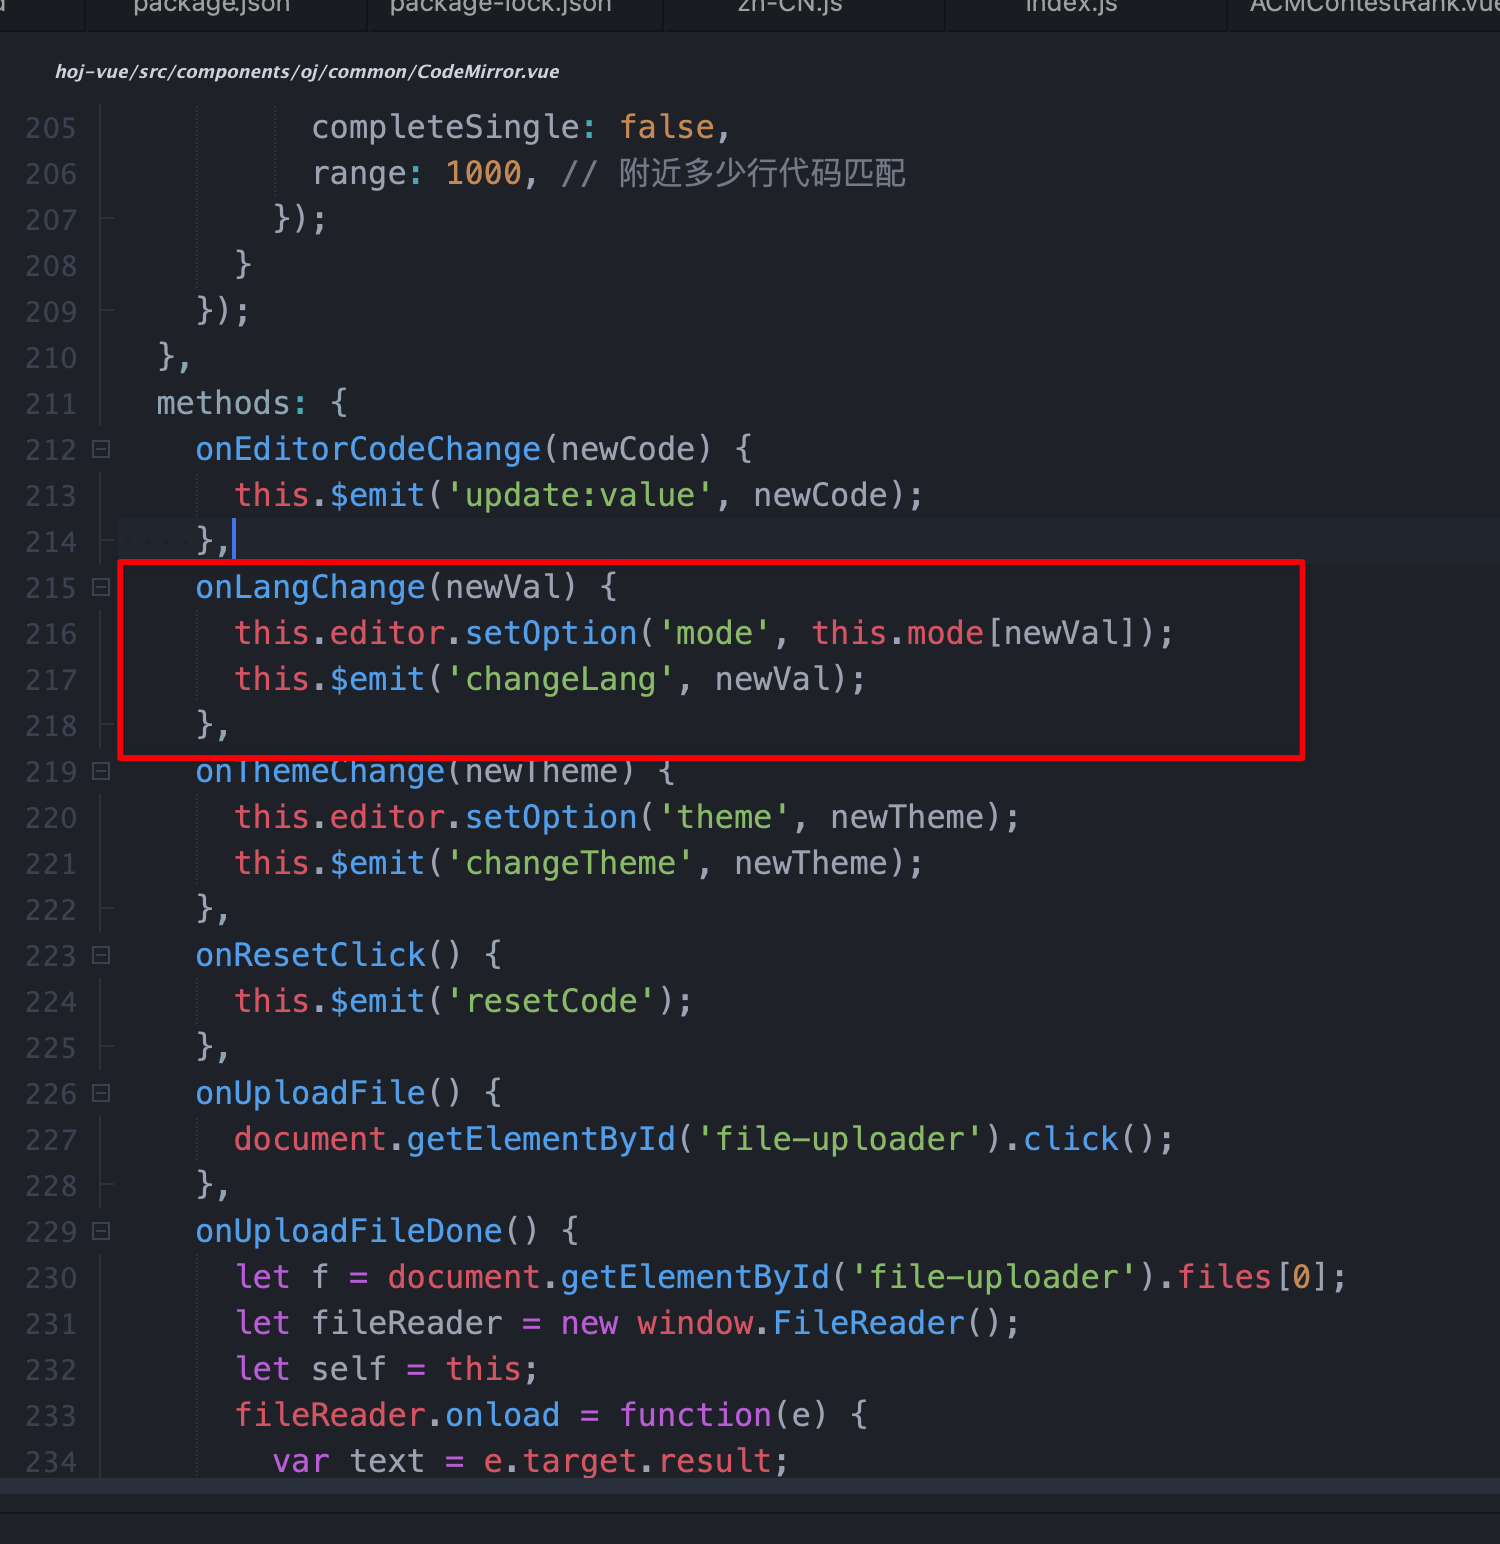 package.json package-lock.json zh-CN.js index.js ACMContestRank.vue
hoj-vue/src/components/oj/common/CodeMirror.vue
205 completeSingle: false,
206 range: 1000, // 附近多少行代码匹配
207 });
208 }
209 });
210 },
211 methods: {
212 onEditorCodeChange(newCode) {
213 this.$emit('update:value', newCode);
214 },
215 onLangChange(newVal) {
216 this.editor.setOption('mode', this.mode[newVal]);
217 this.$emit('changeLang', newVal);
218 },
219 onThemeChange(newTheme) {
220 this.editor.setOption('theme', newTheme);
221 this.$emit('changeTheme', newTheme);
222 },
223 onResetClick() {
224 this.$emit('resetCode');
225 },
226 onUploadFile() {
227 document.getElementById('file-uploader').click();
228 },
229 onUploadFileDone() {
230 let f = document.getElementById('file-uploader').files[0];
231 let fileReader = new window.FileReader();
232 let self = this;
233 fileReader.onload = function(e) {
234 var text = e.target.result;